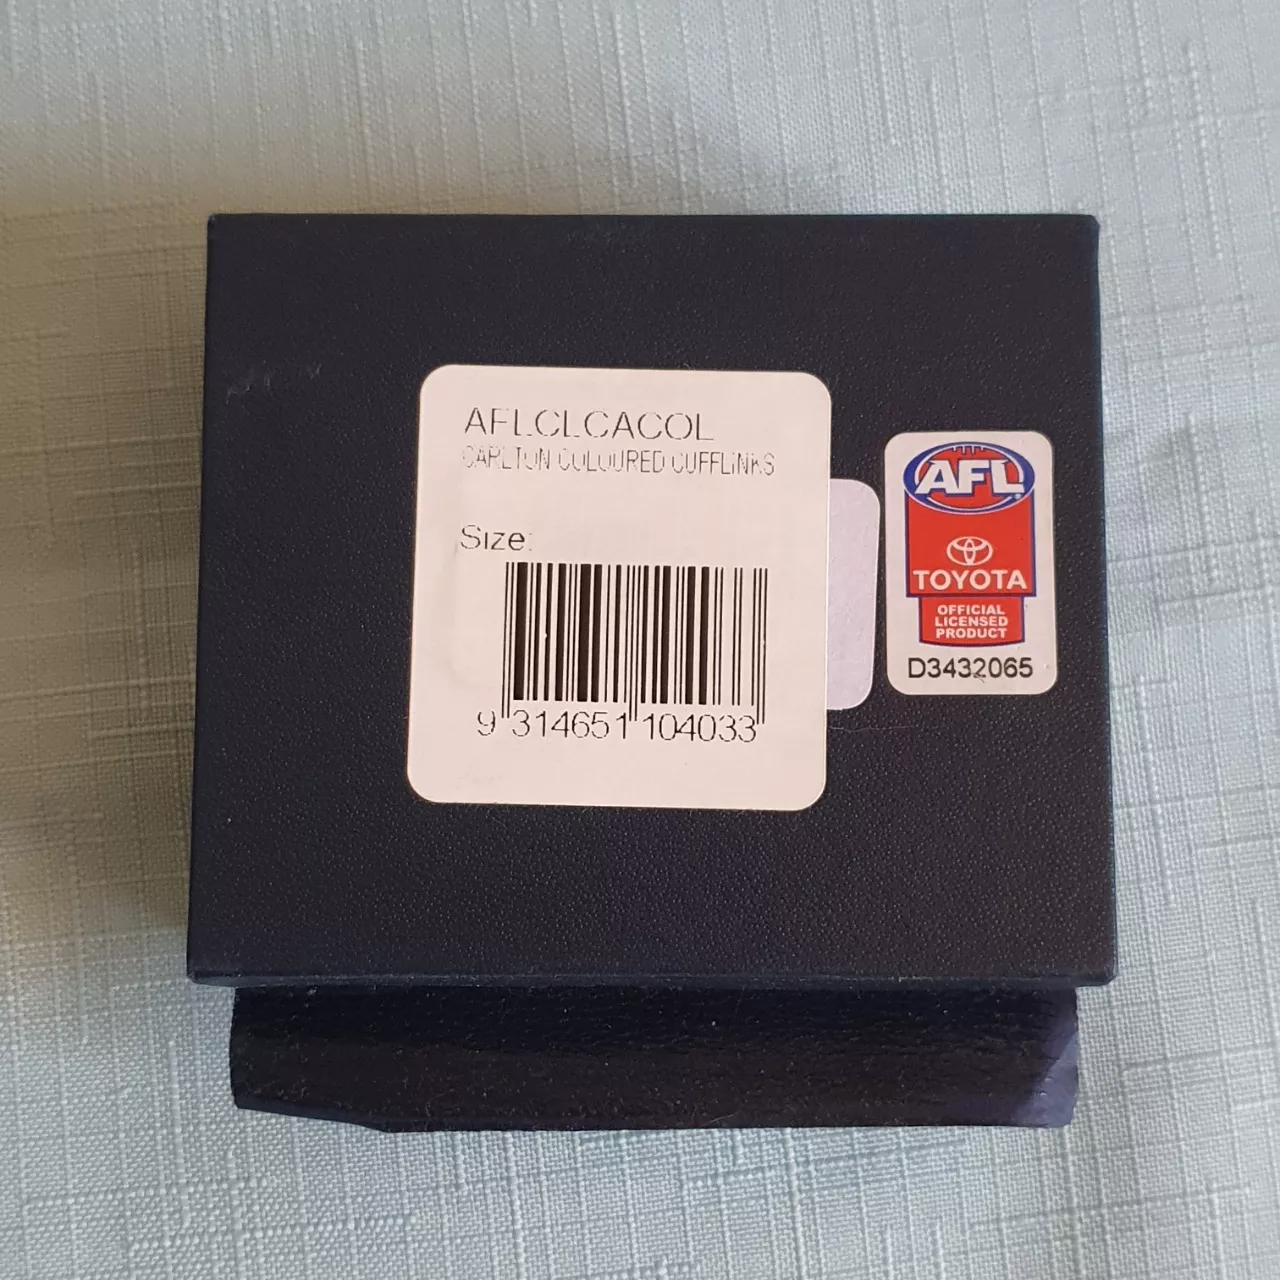 AFLCLCACOL
CARLTON COLOURED CUFFLINKS
Size:
9 314651 104033
AFL
TOYOTA
OFFICIAL
LICENSED
PRODUCT
D3432065